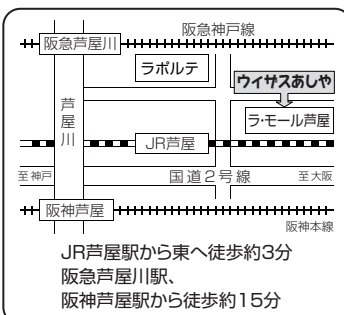 阪急神戸線
阪急芦屋川
ラポルテ
ウイザスあしや
ラ・モール芦屋
芦屋川
JR芦屋
至神戸
国道2号線
至大阪
阪神芦屋
阪神本線
JR芦屋駅から東へ徒歩約3分
阪急芦屋川駅、
阪神芦屋駅から徒歩約15分